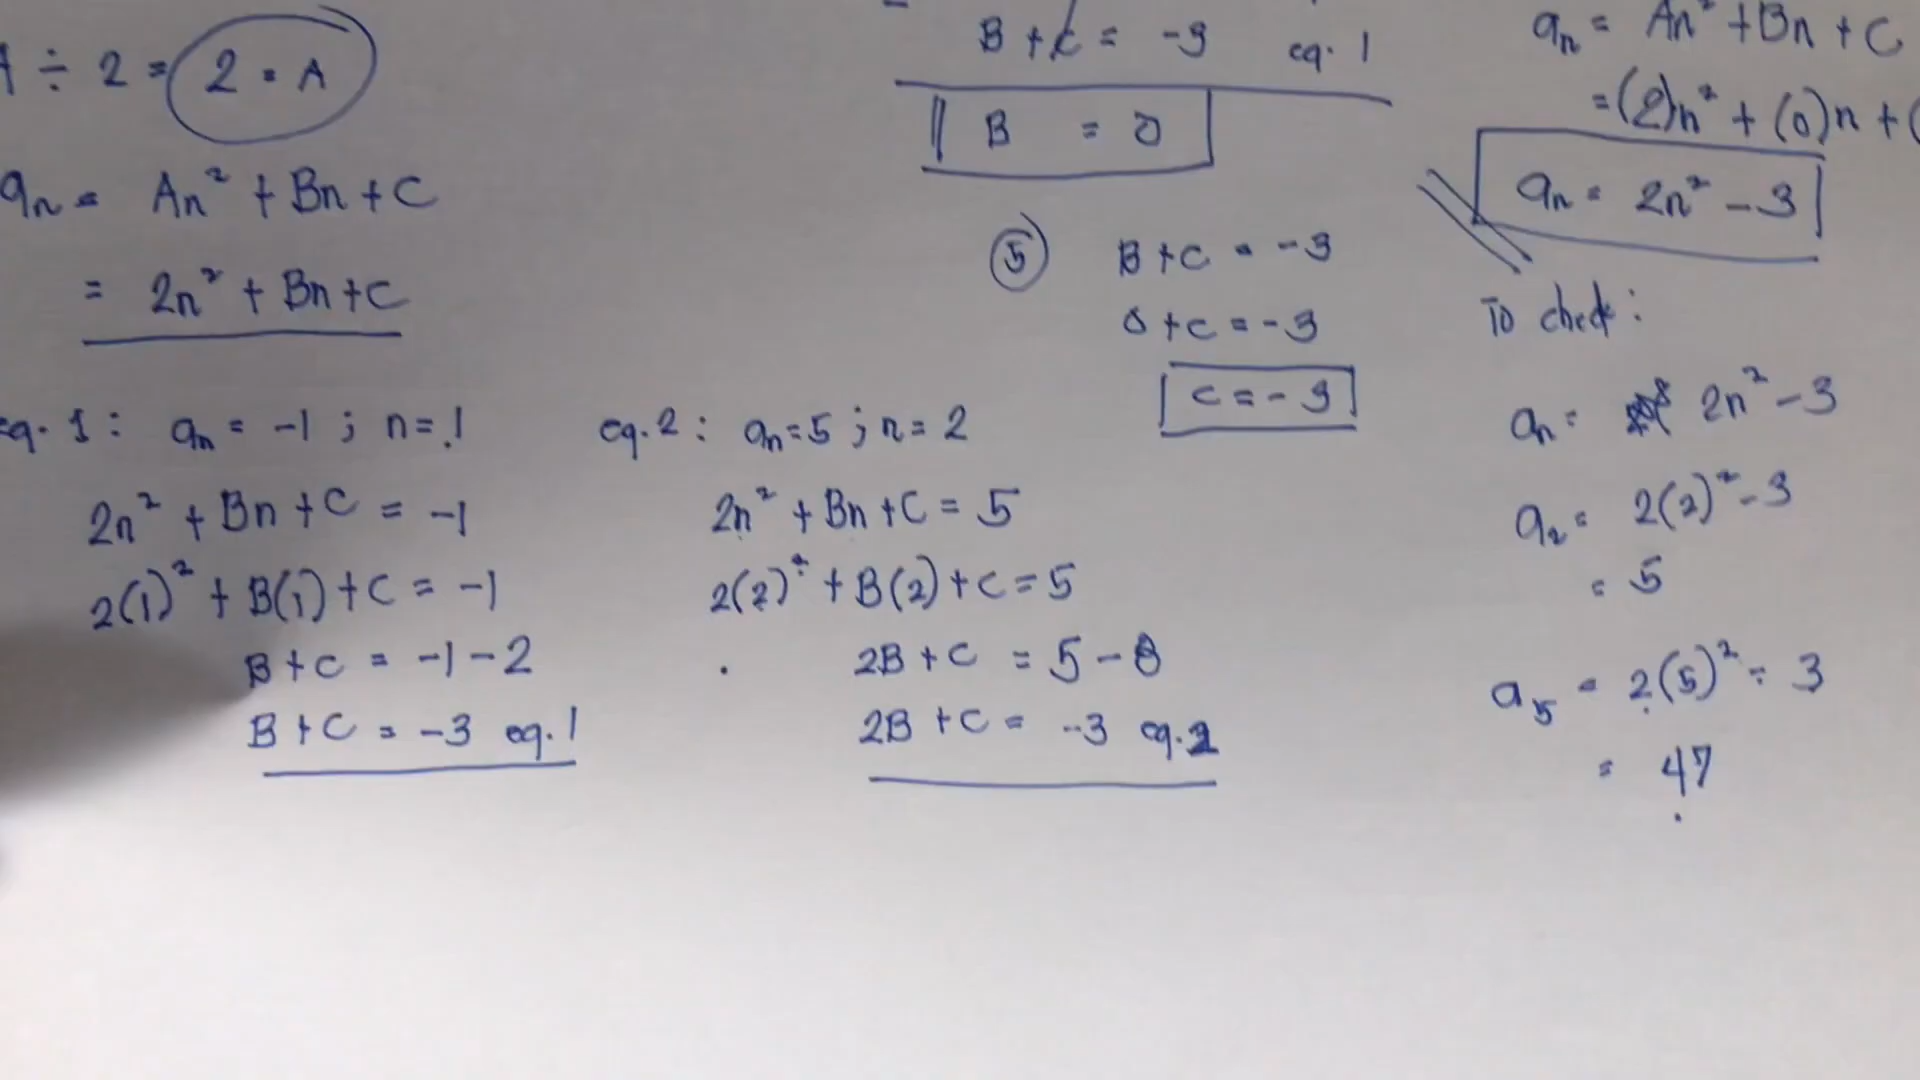 ÷ 2 = 2 = A
aₙ = An² + Bn + C
= 2n² + Bn + C
eq. 1 : aₙ = -1 ; n = 1
2n² + Bn + C = -1
2(1)² + B(1) + C = -1
B + C = -1 - 2
B + C = -3 eq. 1
eq. 2 : aₙ = 5 ; n = 2
2n² + Bn + C = 5
2(2)² + B(2) + C = 5
2B + C = 5 - 8
2B + C = -3 eq. 2
B + C = -3 eq. 1
B = 0
5 B + C = -3
0 + C = -3
C = -3
aₙ = An² + Bn + C
= (2)n² + (0)n + (
aₙ = 2n² - 3
To check :
aₙ = 2n² - 3
a₂ = 2(2)² - 3
= 5
a₅ = 2(5)² - 3
= 47